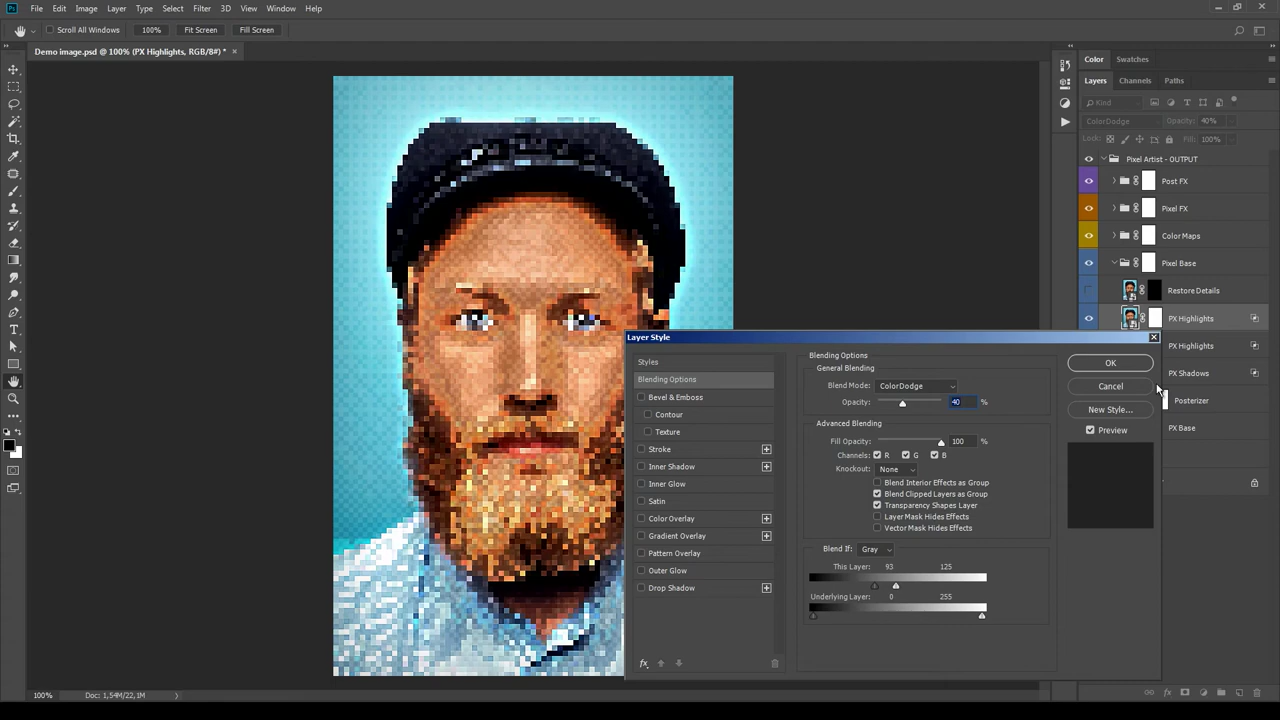 Ps File Edit Image Layer Type Select Filter 3D View Window Help
Scroll All Windows 100% Fit Screen Fill Screen
Demo image.psd @ 100% (PX Highlights, RGB/8#) * ×
Color Swatches
Layers Channels Paths
Kind
ColorDodge Opacity: 40%
Lock: Fill: 100%
Pixel Artist - OUTPUT
Post FX
Pixel FX
Color Maps
Pixel Base
Restore Details
PX Highlights
PX Highlights
PX Shadows
Posterizer
PX Base
Layer Style
Styles
Blending Options
Bevel & Emboss
Contour
Texture
Stroke
Inner Shadow
Inner Glow
Satin
Color Overlay
Gradient Overlay
Pattern Overlay
Outer Glow
Drop Shadow
fx
Blending Options
General Blending
Blend Mode: ColorDodge
Opacity: 40 %
Advanced Blending
Fill Opacity: 100 %
Channels: R G B
Knockout: None
Blend Interior Effects as Group
Blend Clipped Layers as Group
Transparency Shapes Layer
Layer Mask Hides Effects
Vector Mask Hides Effects
Blend If: Gray
This Layer: 93 125
Underlying Layer: 0 255
OK
Cancel
New Style...
Preview
100% Doc: 1,54M/22,1M